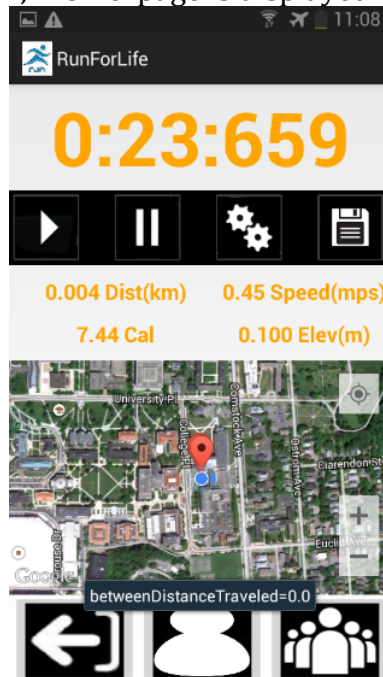 11:08
RunForLife
0:23:659
0.004 Dist(km) 0.45 Speed(mps)
7.44 Cal 0.100 Elev(m)
University Pl
Comstock Ave
College Pl
Ostrom Ave
Clarendon St
Euclid Ave
Google
betweenDistanceTraveled=0.0